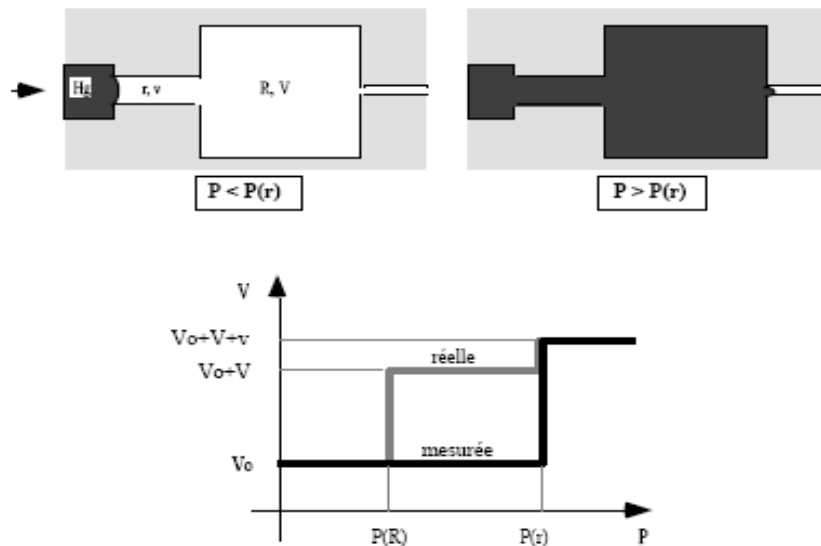 Hg
r, v
R, V
P < P(r)
P > P(r)
V
Vo+V+v
réelle
Vo+V
mesurée
Vo
P(R)
P(r)
P